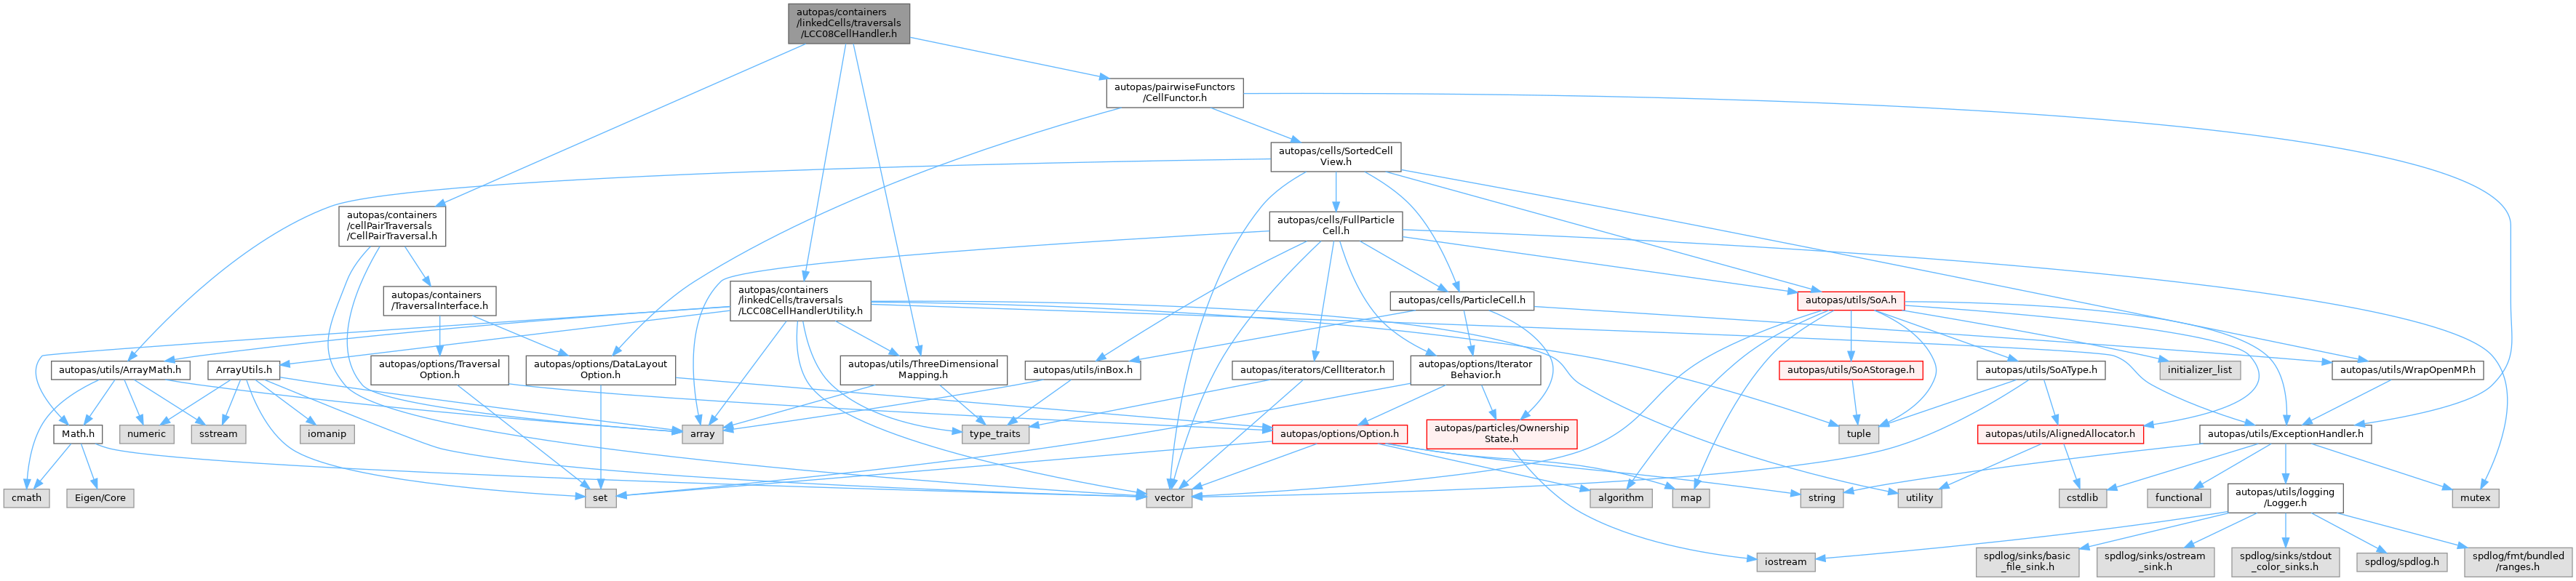 autopas/containers
/linkedCells/traversals
/LCC08CellHandler.h
autopas/pairwiseFunctors
/CellFunctor.h
autopas/cells/SortedCell
View.h
autopas/containers
/cellPairTraversals
/CellPairTraversal.h
autopas/cells/FullParticle
Cell.h
autopas/containers
/TraversalInterface.h
autopas/containers
/linkedCells/traversals
/LCC08CellHandlerUtility.h
autopas/cells/ParticleCell.h
autopas/utils/SoA.h
autopas/utils/ArrayMath.h
ArrayUtils.h
autopas/options/Traversal
Option.h
autopas/options/DataLayout
Option.h
autopas/utils/ThreeDimensional
Mapping.h
autopas/utils/inBox.h
autopas/iterators/CellIterator.h
autopas/options/Iterator
Behavior.h
autopas/utils/SoAStorage.h
autopas/utils/SoAType.h
initializer_list
autopas/utils/WrapOpenMP.h
Math.h
numeric
sstream
iomanip
array
type_traits
autopas/options/Option.h
autopas/particles/Ownership
State.h
tuple
autopas/utils/AlignedAllocator.h
autopas/utils/ExceptionHandler.h
cmath
Eigen/Core
set
vector
algorithm
map
string
utility
cstdlib
functional
autopas/utils/logging
/Logger.h
mutex
iostream
spdlog/sinks/basic
_file_sink.h
spdlog/sinks/ostream
_sink.h
spdlog/sinks/stdout
_color_sinks.h
spdlog/spdlog.h
spdlog/fmt/bundled
/ranges.h